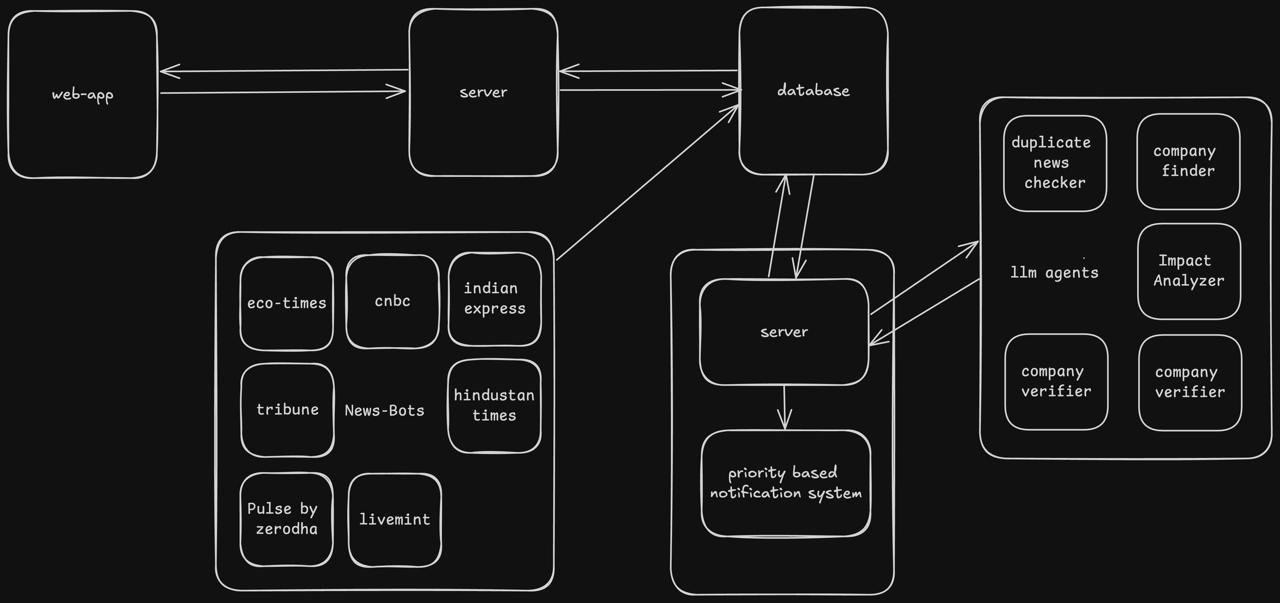 web-app
server
database
duplicate
news
checker
company
finder
llm agents
Impact
Analyzer
company
verifier
company
verifier
eco-times
cnbc
indian
express
tribune
News-Bots
hindustan
times
Pulse by
zerodha
livemint
server
priority based
notification system